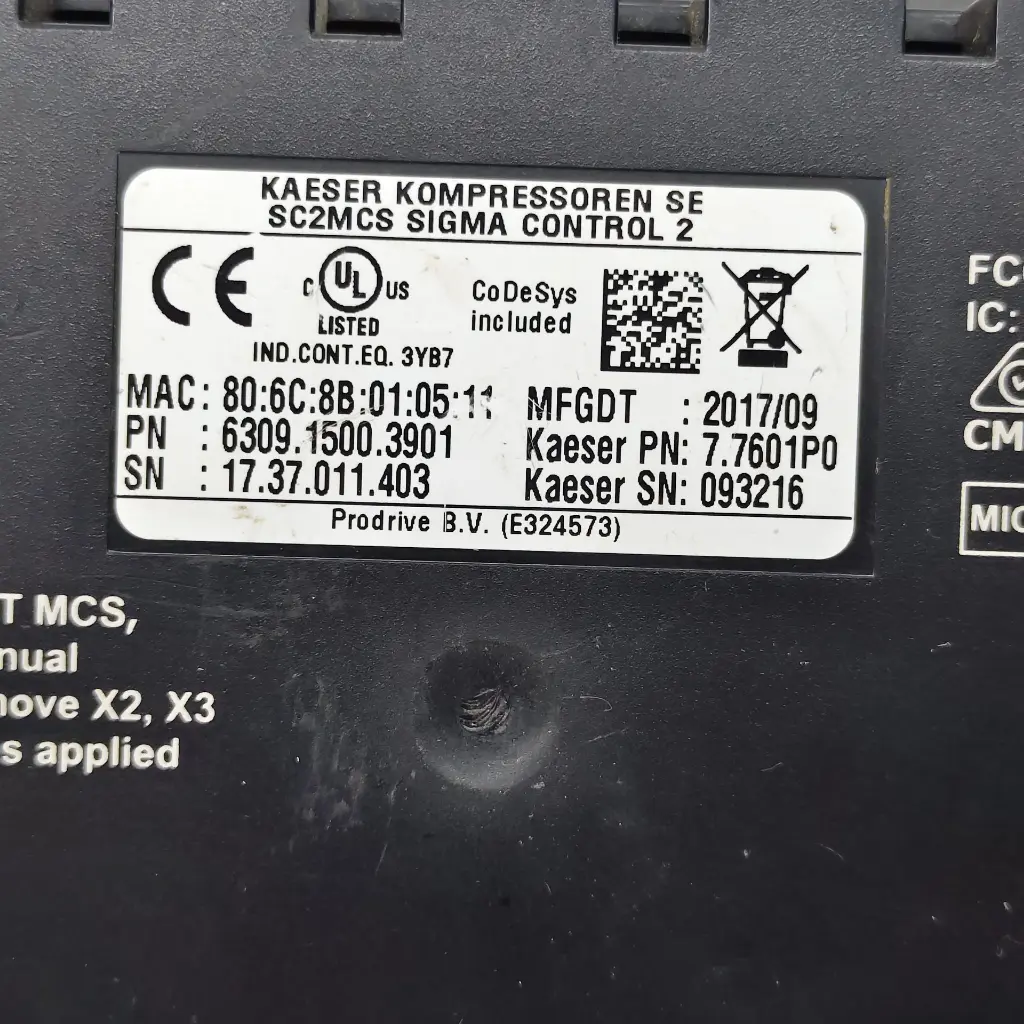 KAESER KOMPRESSOREN SE
SC2MCS SIGMA CONTROL 2
CE
C UL US
LISTED
IND.CONT.EQ. 3YB7
CoDeSys
included
MAC: 80:6C:8B:01:05:11
MFGDT : 2017/09
PN : 6309.1500.3901
Kaeser PN: 7.7601P0
SN : 17.37.011.403
Kaeser SN: 093216
Prodrive B.V. (E324573)
FC
IC:
CM
MIC
T MCS,
nual
ove X2, X3
s applied